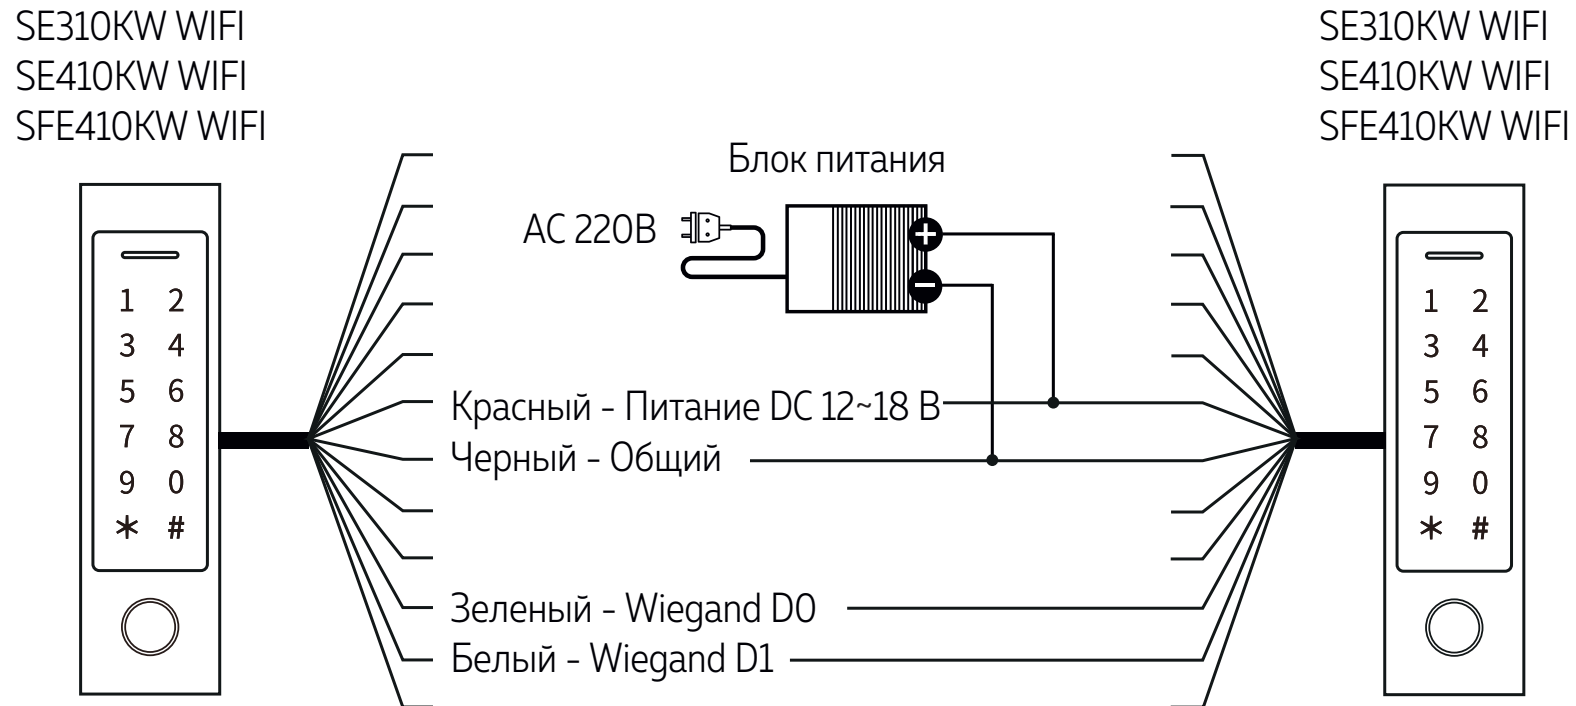 SE310KW WIFI
SE410KW WIFI
SFE410KW WIFI
SE310KW WIFI
SE410KW WIFI
SFE410KW WIFI
Блок питания
AC 220В
+
−
1 2
3 4
5 6
7 8
9 0
* #
Красный - Питание DC 12~18 В
Черный - Общий
Зеленый - Wiegand D0
Белый - Wiegand D1
1 2
3 4
5 6
7 8
9 0
* #